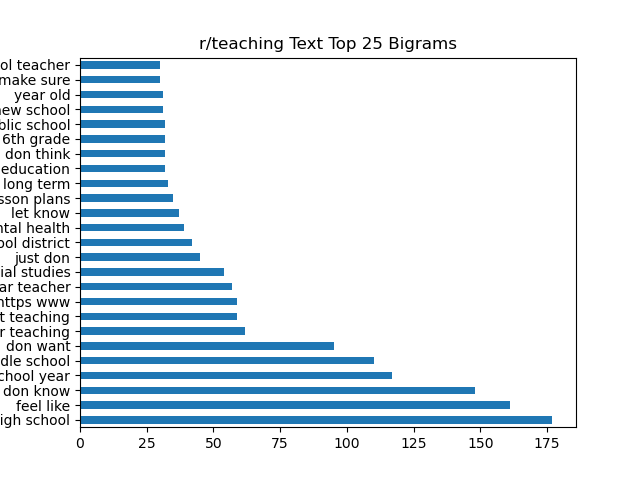 r/teaching Text Top 25 Bigrams
ol teacher
make sure
year old
new school
blic school
6th grade
don think
education
long term
sson plans
let know
ntal health
ool district
just don
ial studies
ar teacher
https www
t teaching
r teaching
don want
dle school
chool year
don know
feel like
igh school
0 25 50 75 100 125 150 175